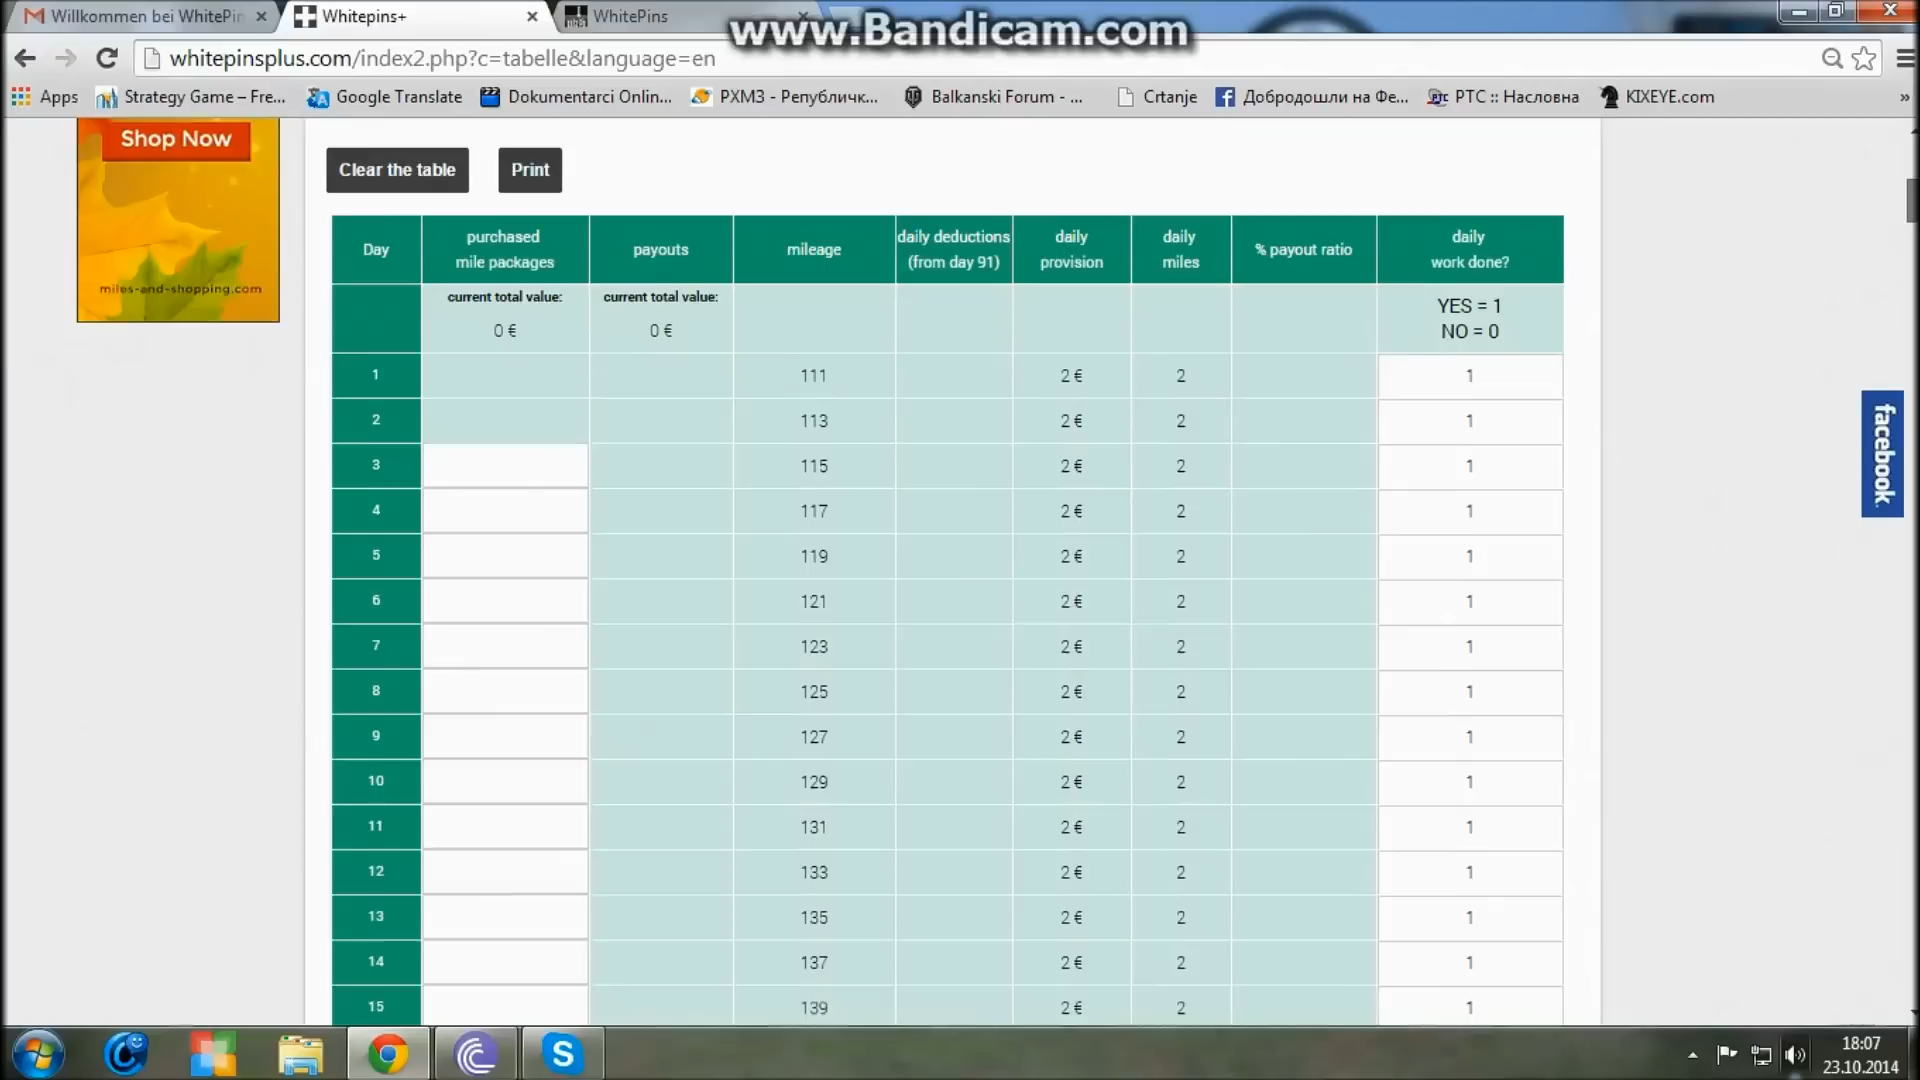 Willkommen bei WhitePin
Whitepins+
WhitePins
www.Bandicam.com
whitepinsplus.com/index2.php?c=tabelle&language=en
Apps
Strategy Game – Fre...
Google Translate
Dokumentarci Onlin...
РХМЗ - Републичк...
Balkanski Forum - ...
Crtanje
Добродошли на Фе...
РТС :: Насловна
KIXEYE.com
»
Shop Now
miles-and-shopping.com
Clear the table
Print
Day
purchased
mile packages
payouts
mileage
daily deductions
(from day 91)
daily
provision
daily
miles
% payout ratio
daily
work done?
current total value:
0 €
current total value:
0 €
YES = 1
NO = 0
1 111 2 € 2 1
2 113 2 € 2 1
3 115 2 € 2 1
4 117 2 € 2 1
5 119 2 € 2 1
6 121 2 € 2 1
7 123 2 € 2 1
8 125 2 € 2 1
9 127 2 € 2 1
10 129 2 € 2 1
11 131 2 € 2 1
12 133 2 € 2 1
13 135 2 € 2 1
14 137 2 € 2 1
15 139 2 € 2 1
facebook
18:07
23.10.2014